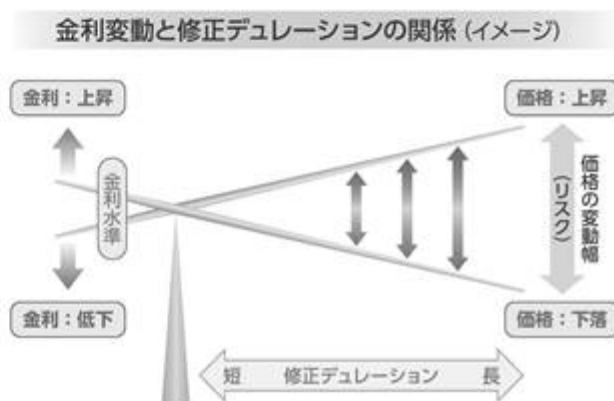 金利変動と修正デュレーションの関係(イメージ)
金利：上昇
価格：上昇
金利水準
価格の変動幅
(リスク)
金利：低下
価格：下落
短 修正デュレーション 長